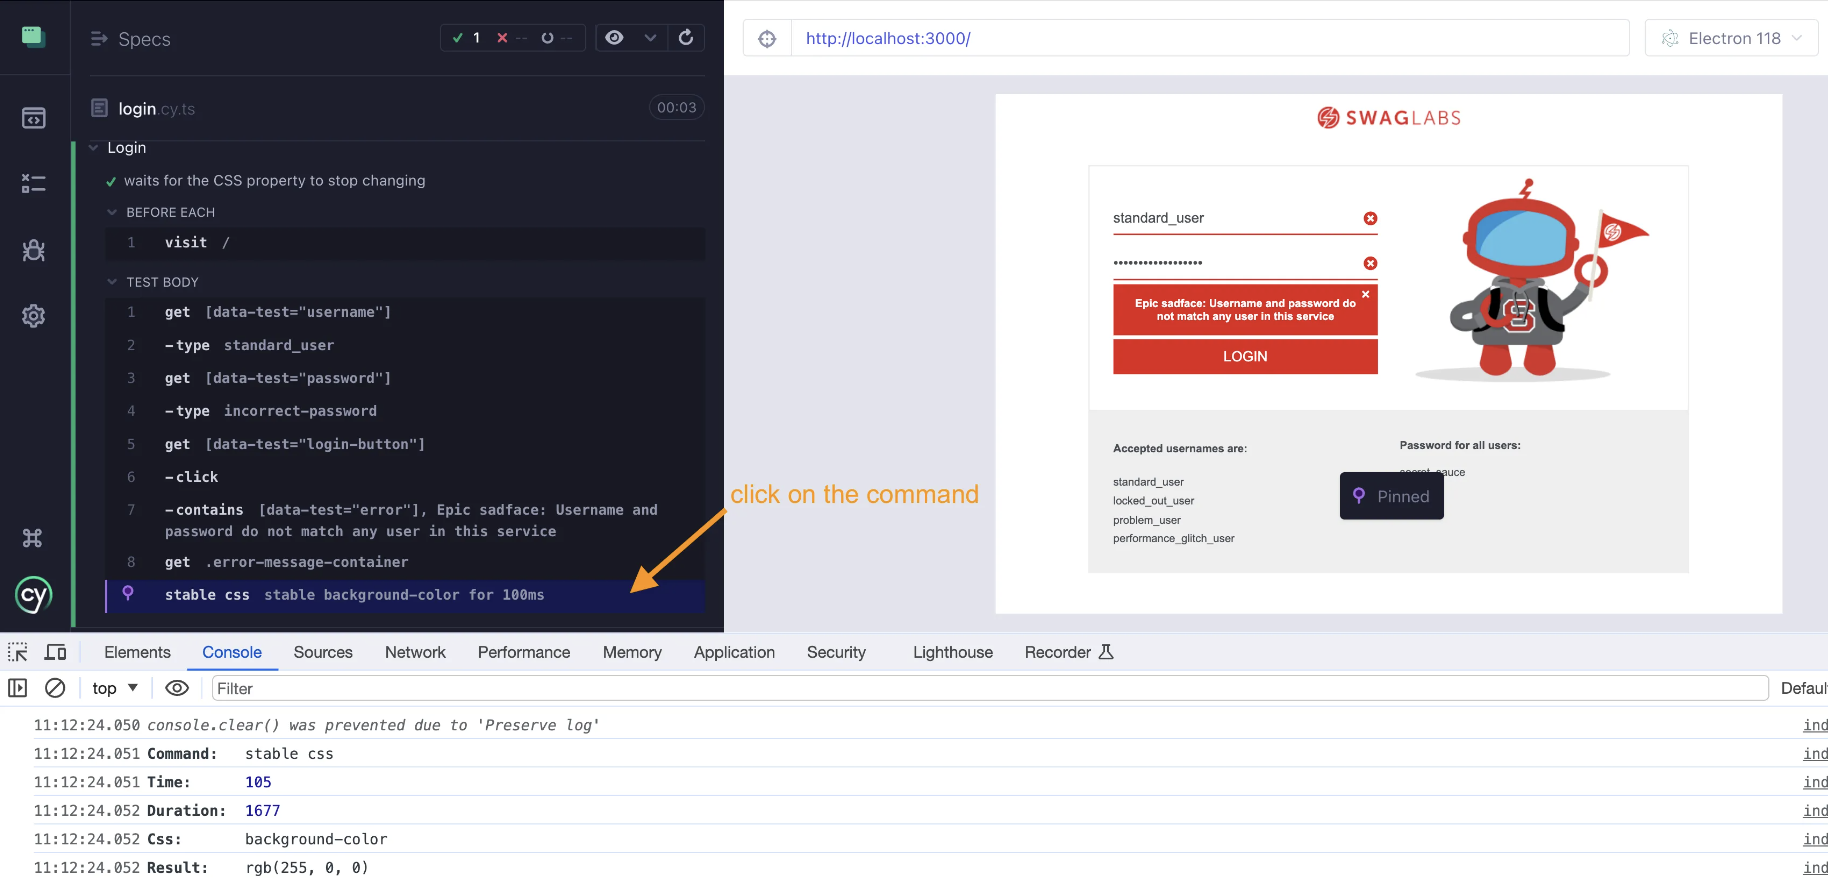 Specs
1
--
--
http://localhost:3000/
Electron 118
login.cy.ts
00:03
Login
waits for the CSS property to stop changing
BEFORE EACH
1 visit /
TEST BODY
1 get [data-test="username"]
2 -type standard_user
3 get [data-test="password"]
4 -type incorrect-password
5 get [data-test="login-button"]
6 -click
7 -contains [data-test="error"], Epic sadface: Username and
password do not match any user in this service
8 get .error-message-container
stable css stable background-color for 100ms
cy
click on the command
SWAGLABS
standard_user
••••••••••••••••••
Epic sadface: Username and password do
not match any user in this service
LOGIN
S
Accepted usernames are:
standard_user
locked_out_user
problem_user
performance_glitch_user
Password for all users:
secret_sauce
Pinned
Elements Console Sources Network Performance Memory Application Security Lighthouse Recorder
top Filter Defaul
11:12:24.050 console.clear() was prevented due to 'Preserve log' ind
11:12:24.051 Command: stable css ind
11:12:24.051 Time: 105 ind
11:12:24.052 Duration: 1677 ind
11:12:24.052 Css: background-color ind
11:12:24.052 Result: rgb(255, 0, 0) ind